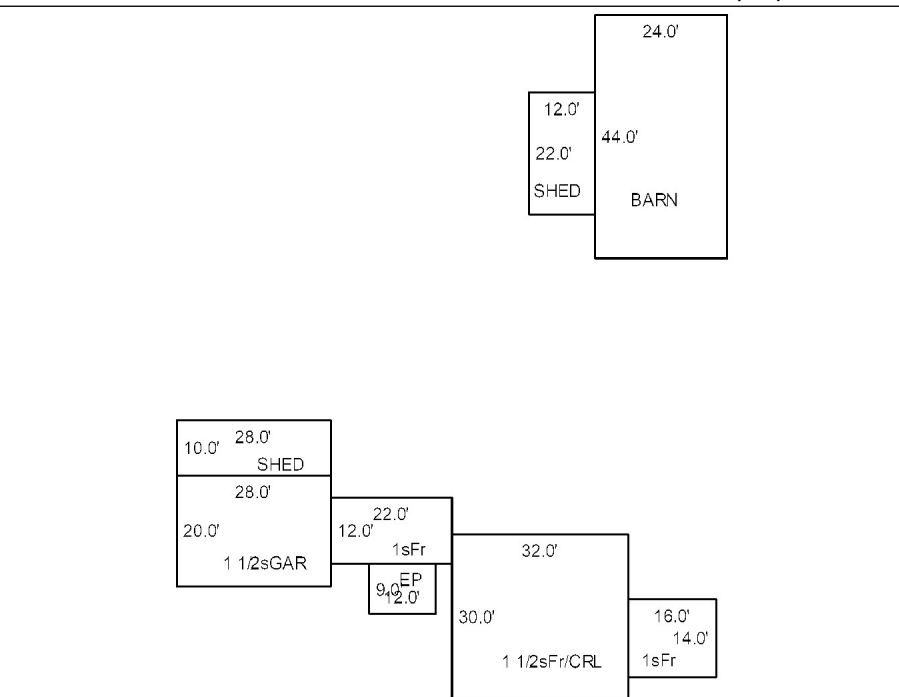 24.0'
12.0'
44.0'
22.0'
SHED
BARN
28.0'
10.0'
SHED
28.0'
20.0'
1 1/2sGAR
22.0'
12.0'
1sFr
EP
9.0'
12.0'
32.0'
30.0'
1 1/2sFr/CRL
16.0'
14.0'
1sFr